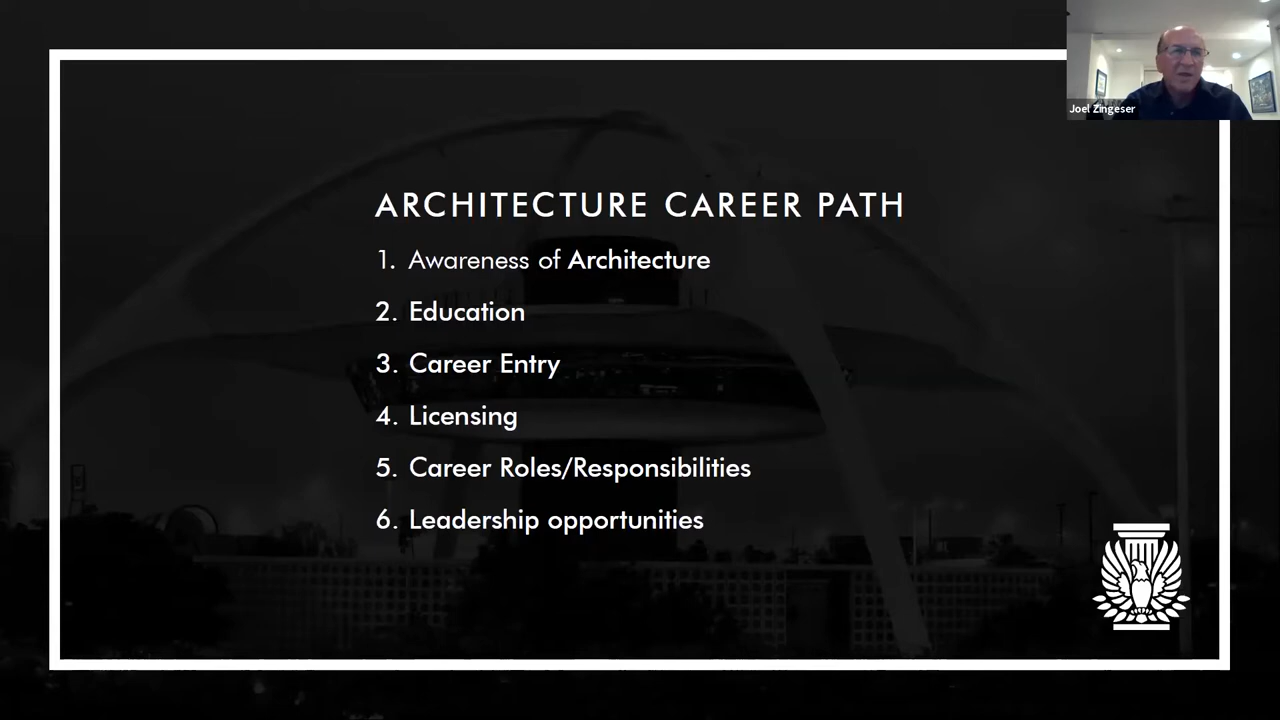 Joel Zingeser
ARCHITECTURE CAREER PATH
1. Awareness of Architecture
2. Education
3. Career Entry
4. Licensing
5. Career Roles/Responsibilities
6. Leadership opportunities